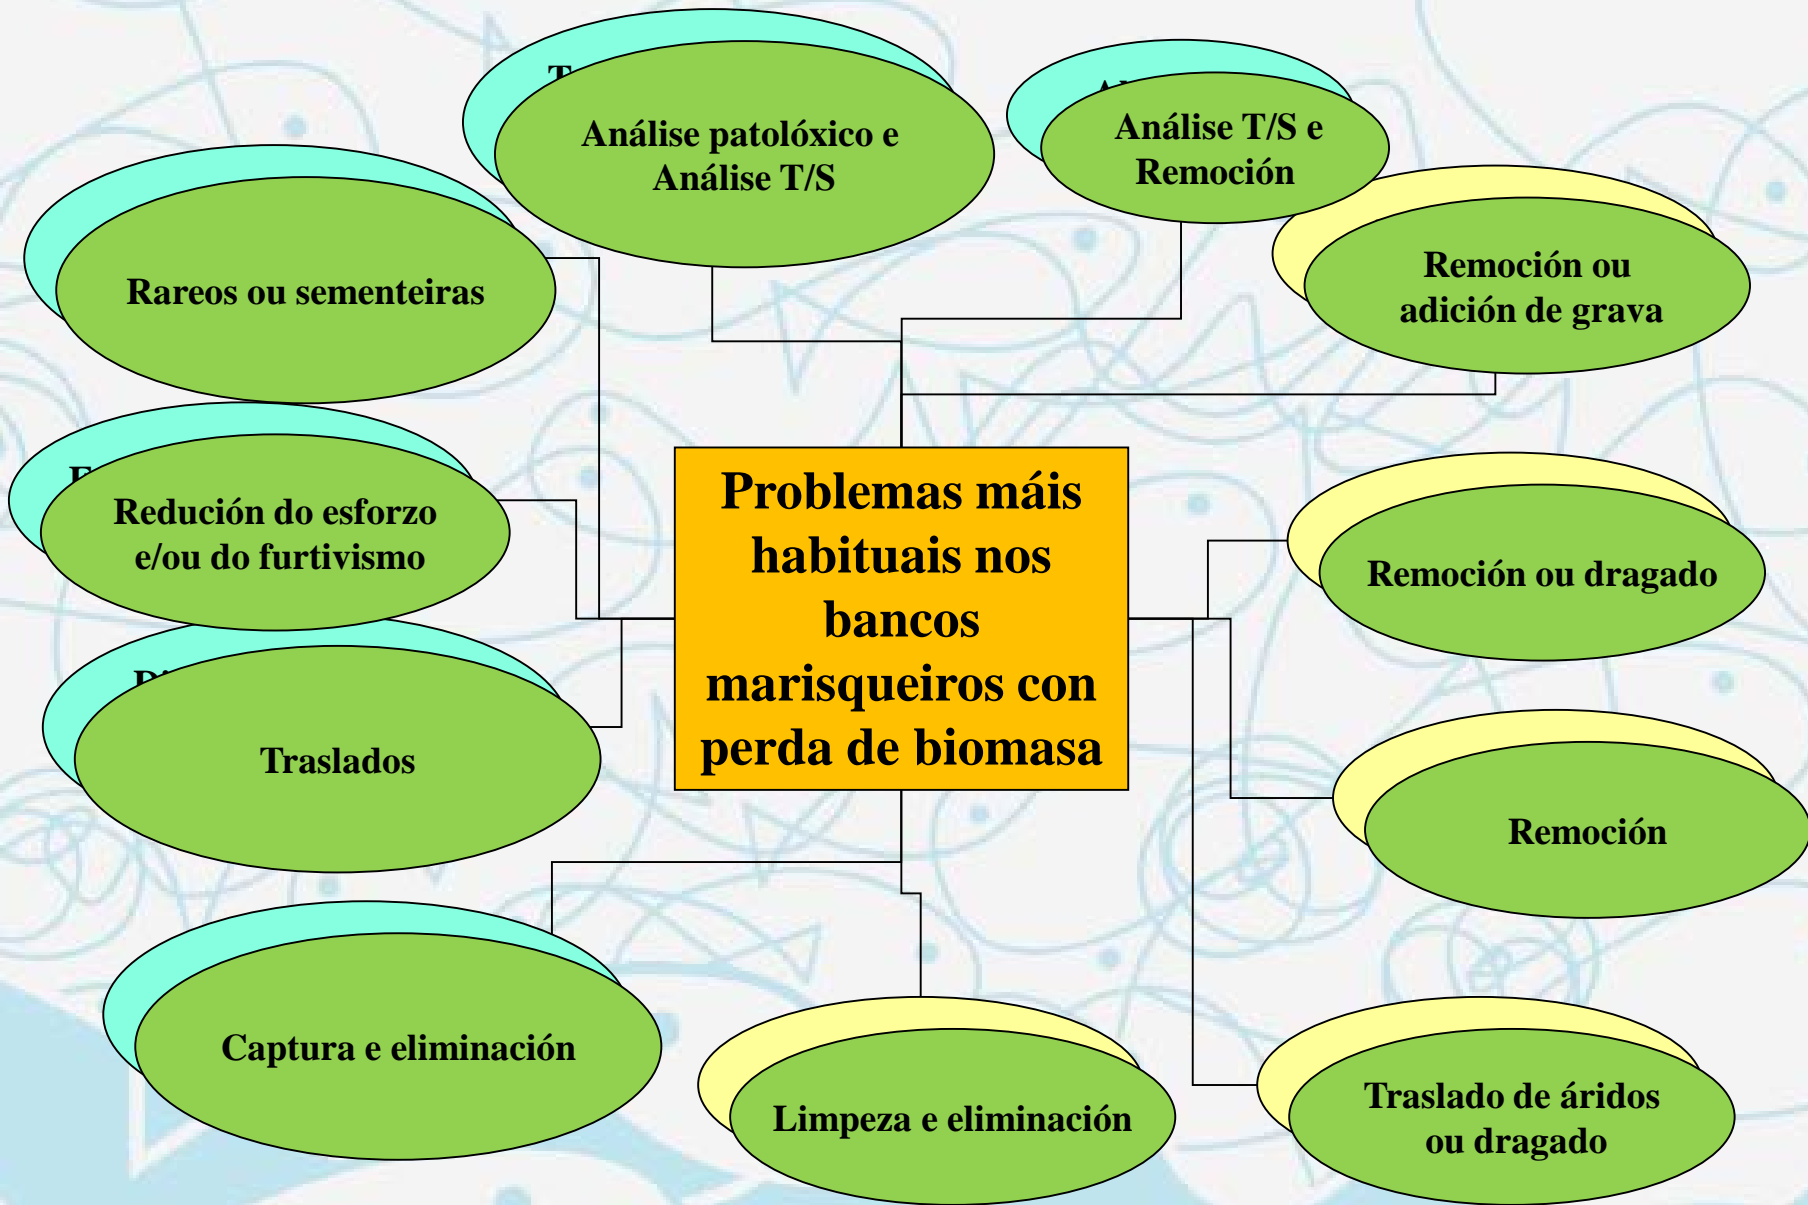 Análise patolóxico e
Análise T/S
Análise T/S e
Remoción
Rareos ou sementeiras
Remoción ou
adición de grava
Redución do esforzo
e/ou do furtivismo
Problemas máis
habituais nos
bancos
marisqueiros con
perda de biomasa
Remoción ou dragado
Traslados
Remoción
Captura e eliminación
Limpeza e eliminación
Traslado de áridos
ou dragado